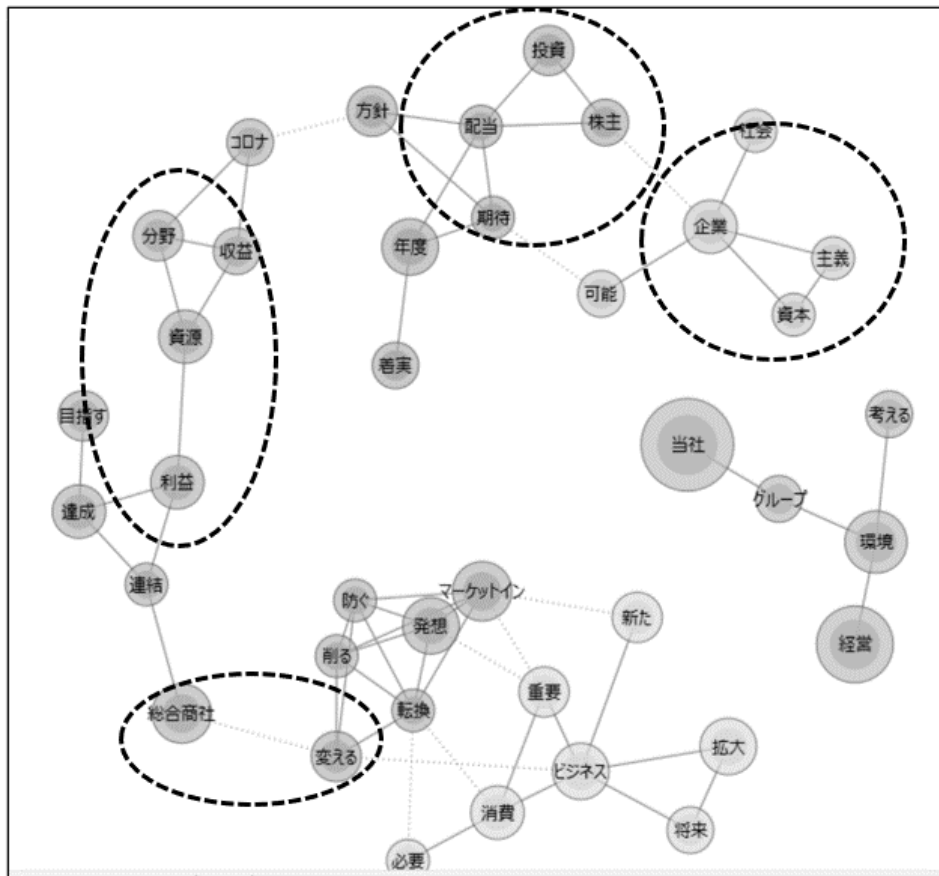 投資
方針
株主
配当
コロナ
社会
期待
企業
分野
収益
年度
主義
可能
資本
資源
着実
目指す
考える
当社
利益
グループ
達成
環境
連結
防ぐ
マーケットイン
新た
発想
経営
削る
重要
転換
総合商社
拡大
変える
ビジネス
消費
将来
必要